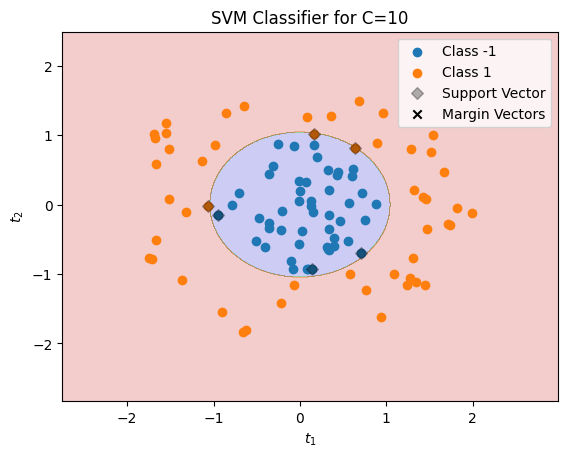 SVM Classifier for C=10
Class -1
Class 1
Support Vector
Margin Vectors
2
1
0
−1
−2
t₂
−2
−1
0
1
2
t₁